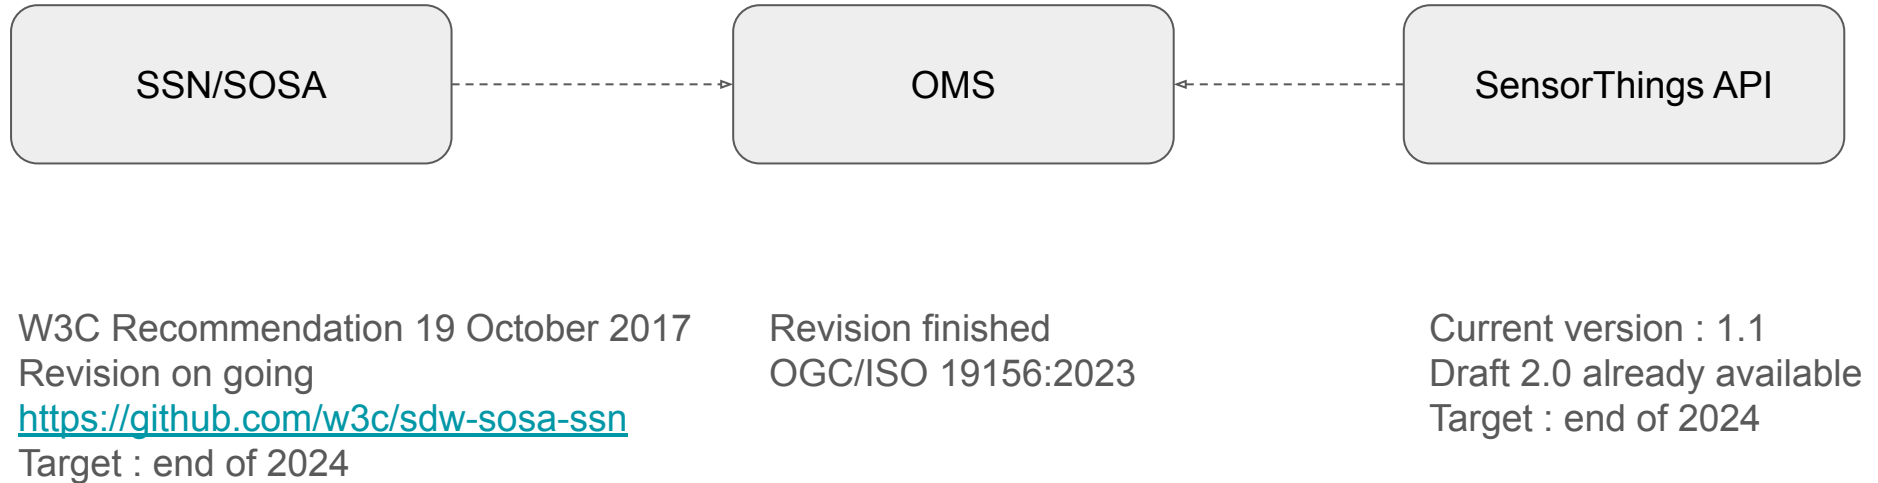 SSN/SOSA
OMS
SensorThings API
W3C Recommendation 19 October 2017
Revision on going
https://github.com/w3c/sdw-sosa-ssn
Target : end of 2024
Revision finished
OGC/ISO 19156:2023
Current version : 1.1
Draft 2.0 already available
Target : end of 2024